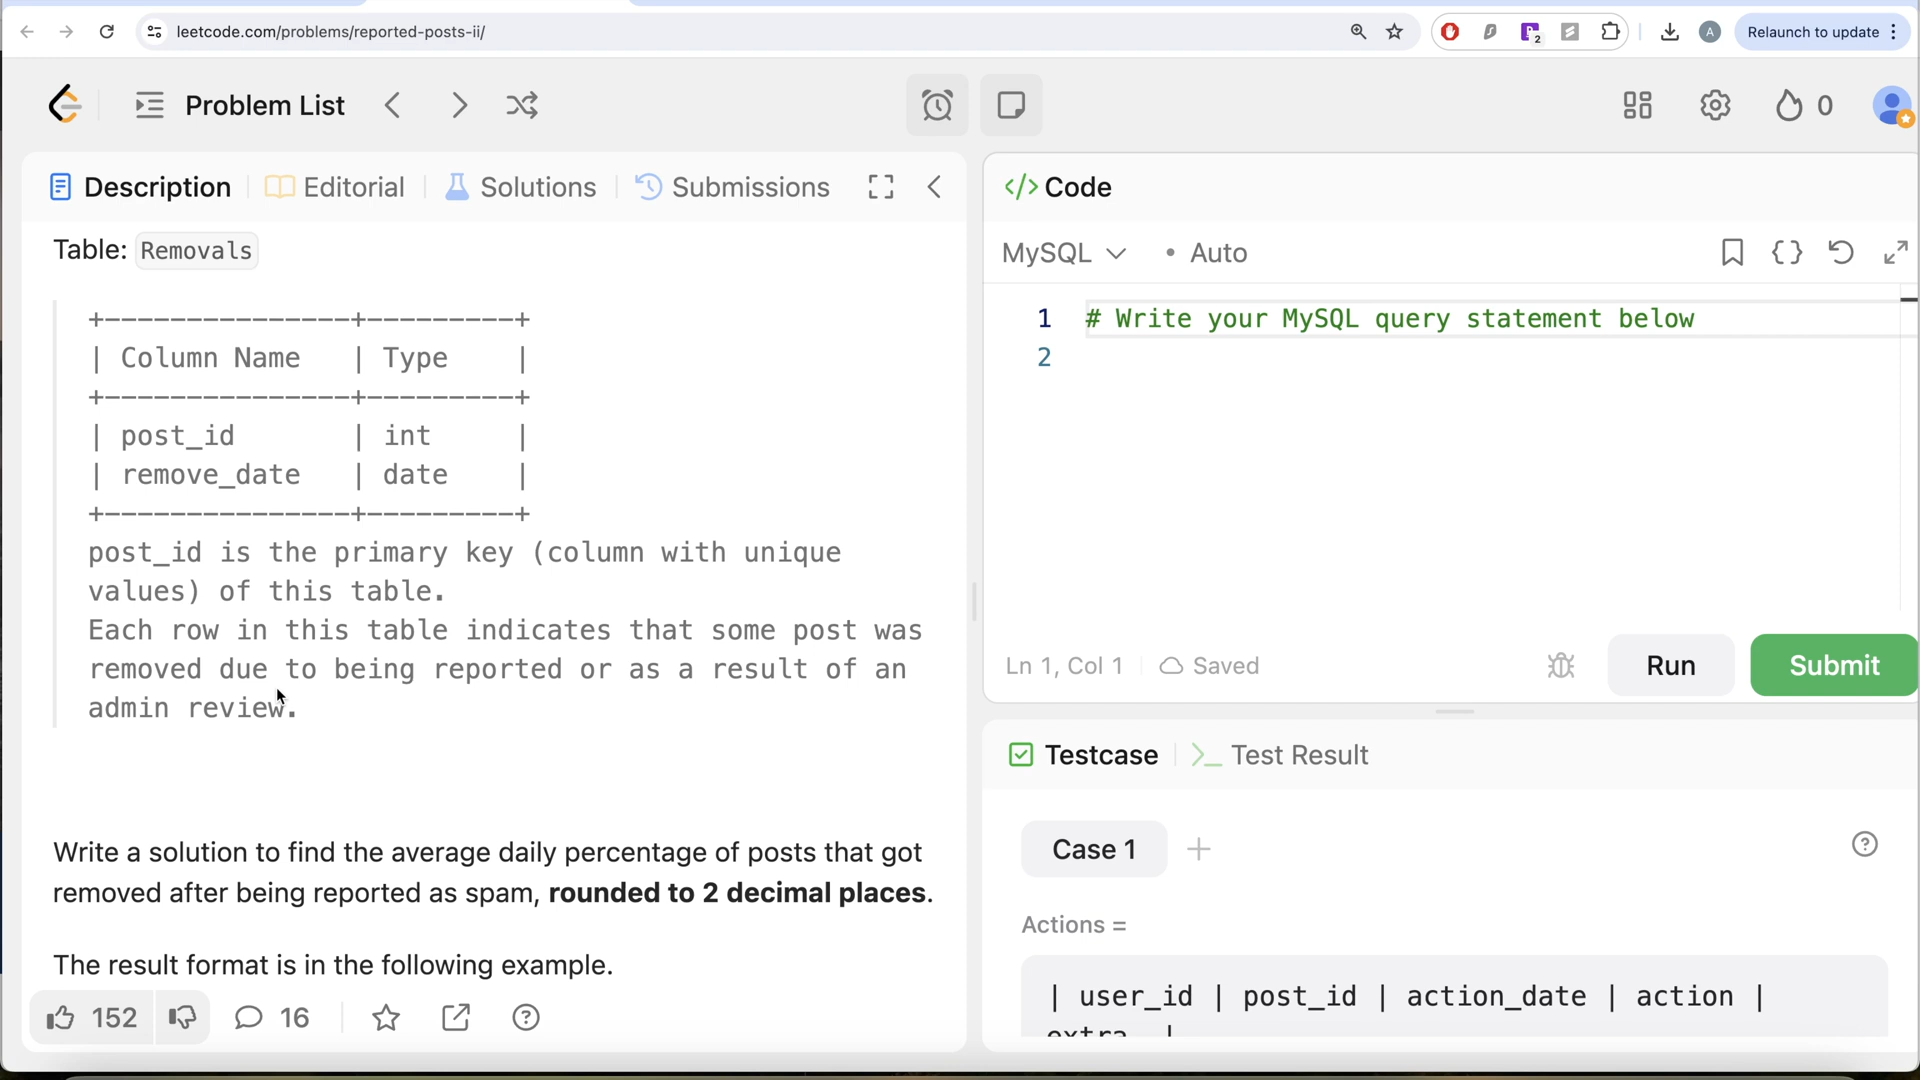 leetcode.com/problems/reported-posts-ii/
2
A
Relaunch to update
Problem List
0
Description
Editorial
Solutions
Submissions
Table: Removals
+---------------+---------+
| Column Name   | Type    |
+---------------+---------+
| post_id       | int     |
| remove_date   | date    |
+---------------+---------+
post_id is the primary key (column with unique
values) of this table.
Each row in this table indicates that some post was
removed due to being reported or as a result of an
admin review.
Write a solution to find the average daily percentage of posts that got
removed after being reported as spam, rounded to 2 decimal places.
The result format is in the following example.
152
16
</> Code
MySQL
• Auto
{}
1 # Write your MySQL query statement below
2
Ln 1, Col 1
Saved
Run
Submit
Testcase
>_ Test Result
Case 1
+
?
Actions =
| user_id | post_id | action_date | action |
extra |